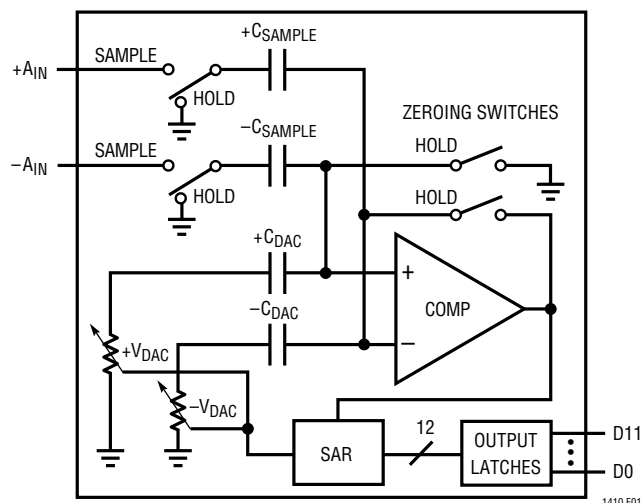 +CSAMPLE
SAMPLE
+AIN
HOLD
ZEROING SWITCHES
−CSAMPLE
SAMPLE
HOLD
−AIN
HOLD
HOLD
+CDAC
+
COMP
−CDAC
−
+VDAC
−VDAC
12
SAR
OUTPUT
LATCHES
D11
D0
1410 F01